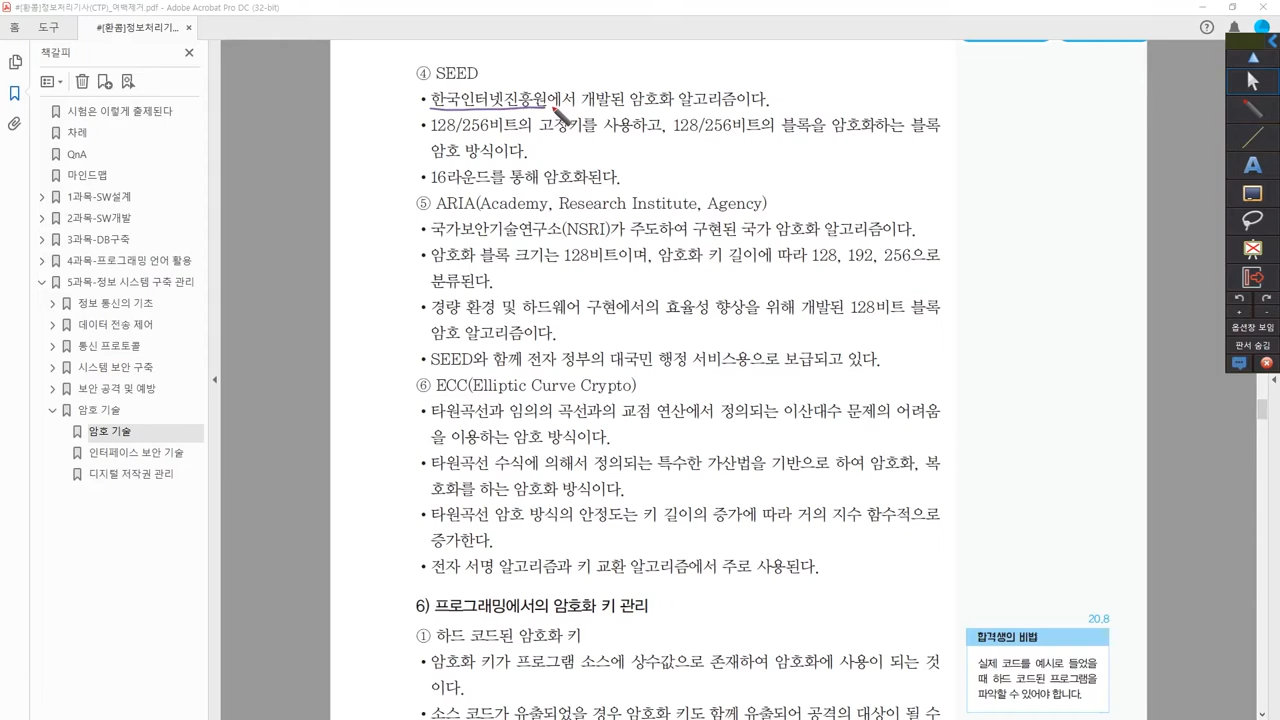 #[환콤]정보처리기사(CTP)_여백제거.pdf - Adobe Acrobat Pro DC (32-bit)
홈
도구
#[환콤]정보처리기...
책갈피
시험은 이렇게 출제된다
차례
QnA
마인드맵
1과목-SW설계
2과목-SW개발
3과목-DB구축
4과목-프로그래밍 언어 활용
5과목-정보 시스템 구축 관리
정보 통신의 기초
데이터 전송 제어
통신 프로토콜
시스템 보안 구축
보안 공격 및 예방
암호 기술
암호 기술
인터페이스 보안 기술
디지털 저작권 관리
④ SEED
• 한국인터넷진흥원에서 개발된 암호화 알고리즘이다.
• 128/256비트의 고정키를 사용하고, 128/256비트의 블록을 암호화하는 블록
암호 방식이다.
• 16라운드를 통해 암호화된다.
⑤ ARIA(Academy, Research Institute, Agency)
• 국가보안기술연구소(NSRI)가 주도하여 구현된 국가 암호화 알고리즘이다.
• 암호화 블록 크기는 128비트이며, 암호화 키 길이에 따라 128, 192, 256으로
분류된다.
• 경량 환경 및 하드웨어 구현에서의 효율성 향상을 위해 개발된 128비트 블록
암호 알고리즘이다.
• SEED와 함께 전자 정부의 대국민 행정 서비스용으로 보급되고 있다.
⑥ ECC(Elliptic Curve Crypto)
• 타원곡선과 임의의 곡선과의 교점 연산에서 정의되는 이산대수 문제의 어려움
을 이용하는 암호 방식이다.
• 타원곡선 수식에 의해서 정의되는 특수한 가산법을 기반으로 하여 암호화, 복
호화를 하는 암호화 방식이다.
• 타원곡선 암호 방식의 안정도는 키 길이의 증가에 따라 거의 지수 함수적으로
증가한다.
• 전자 서명 알고리즘과 키 교환 알고리즘에서 주로 사용된다.
6) 프로그래밍에서의 암호화 키 관리
① 하드 코드된 암호화 키
• 암호화 키가 프로그램 소스에 상수값으로 존재하여 암호화에 사용이 되는 것
이다.
• 소스 코드가 유출되었을 경우 암호화 키도 함께 유출되어 공격의 대상이 될 수
20.8
합격생의 비법
실제 코드를 예시로 들었을
때 하드 코드된 프로그램을
파악할 수 있어야 합니다.
A
옵션창 보임
판서 숨김